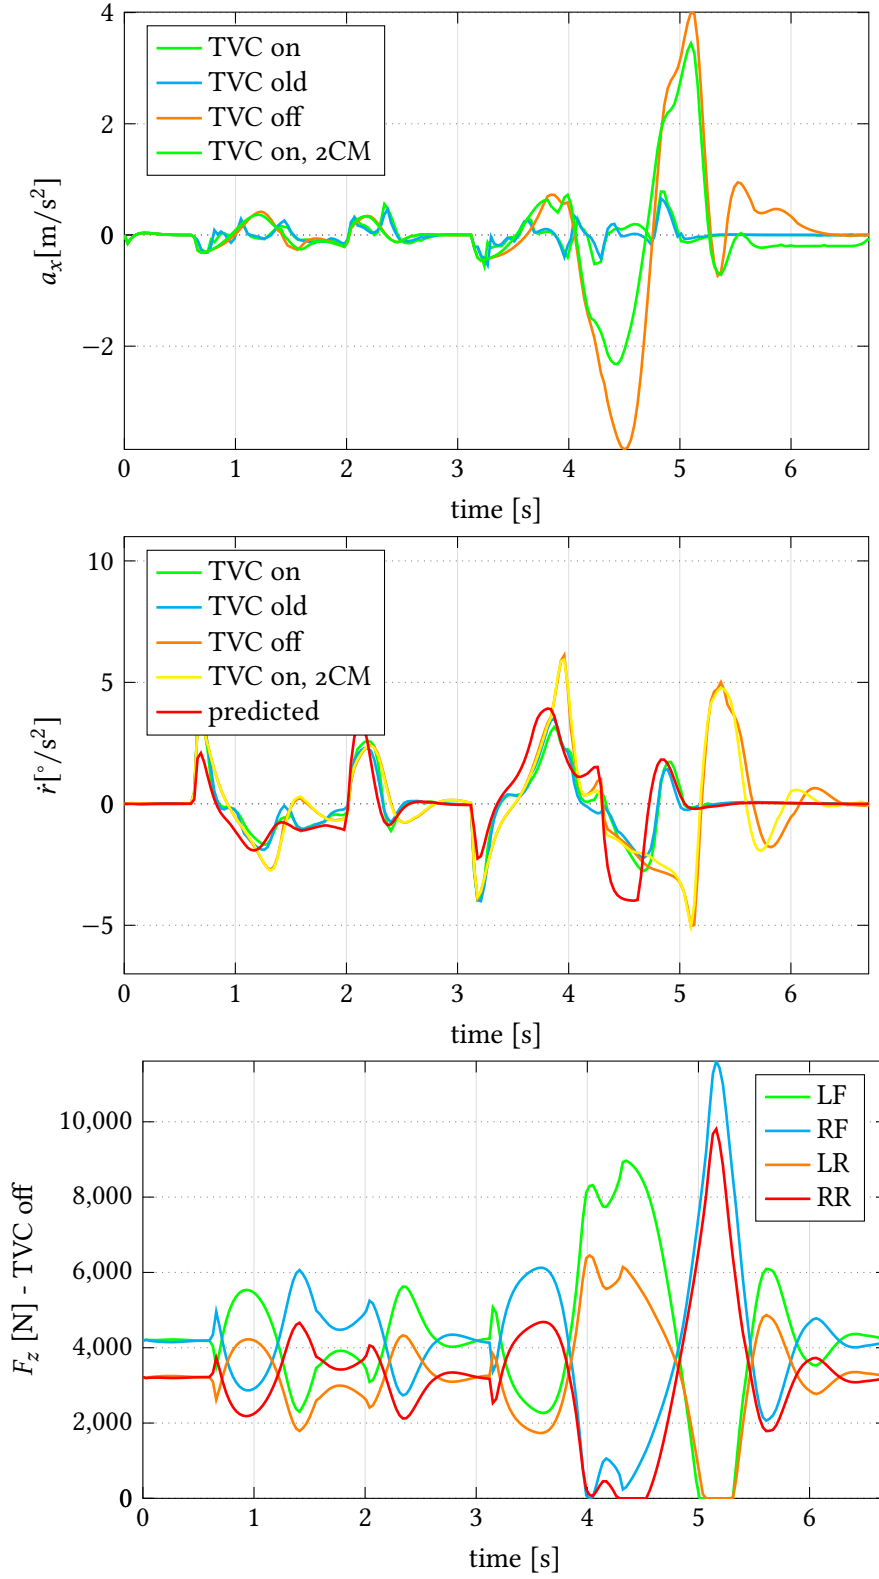 4
2
0
−2
a_x[m/s²]
TVC on
TVC old
TVC off
TVC on, 2CM
0 1 2 3 4 5 6
time [s]
10
5
0
−5
ṙ[°/s²]
TVC on
TVC old
TVC off
TVC on, 2CM
predicted
0 1 2 3 4 5 6
time [s]
10,000
8,000
6,000
4,000
2,000
0
F_z [N] - TVC off
LF
RF
LR
RR
0 1 2 3 4 5 6
time [s]